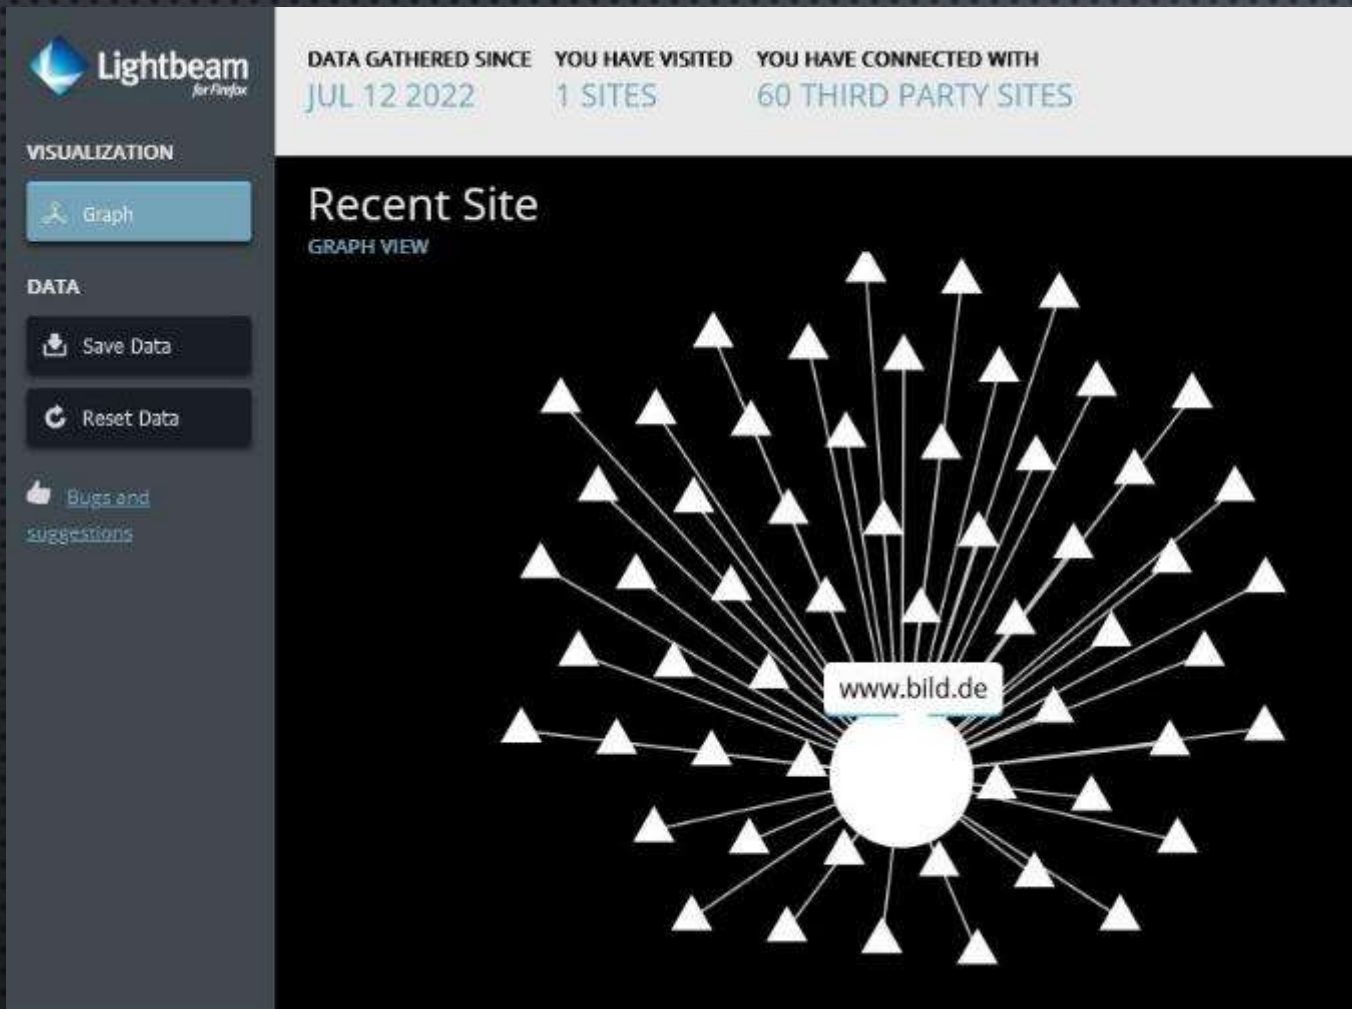 Lightbeam
for Firefox
DATA GATHERED SINCE
JUL 12 2022
YOU HAVE VISITED
1 SITES
YOU HAVE CONNECTED WITH
60 THIRD PARTY SITES
VISUALIZATION
Graph
DATA
Save Data
Reset Data
Bugs and
suggestions
Recent Site
GRAPH VIEW
www.bild.de